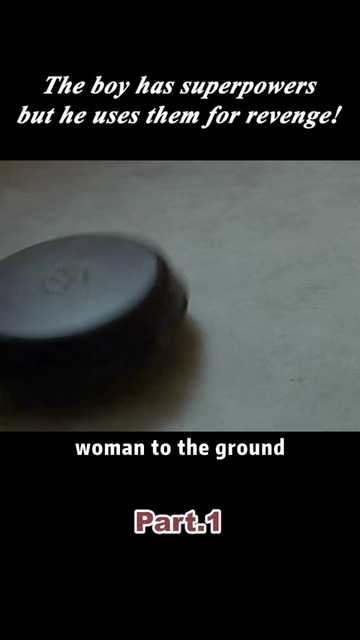 The boy has superpowers
but he uses them for revenge!
woman to the ground
Part.1